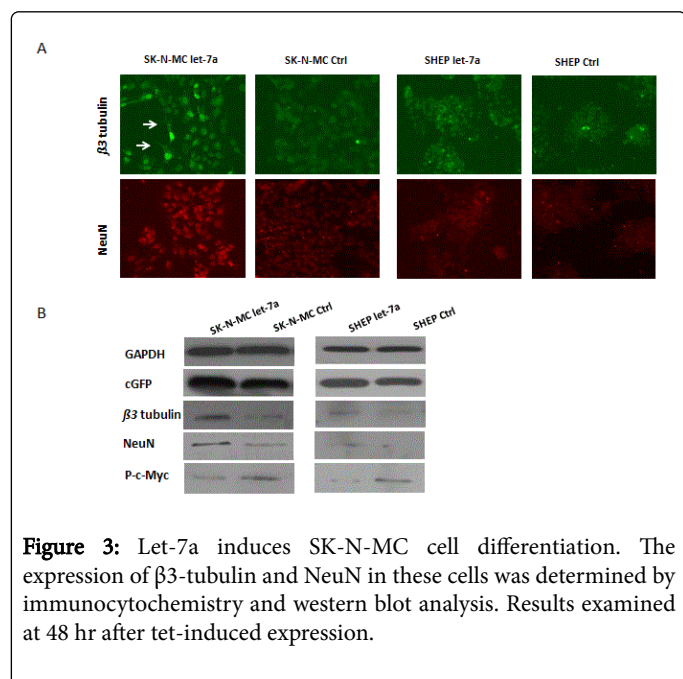 A
SK-N-MC let-7a SK-N-MC Ctrl SHEP let-7a SHEP Ctrl
β3 tubulin
NeuN
B
SK-N-MC let-7a SK-N-MC Ctrl SHEP let-7a SHEP Ctrl
GAPDH
cGFP
β3 tubulin
NeuN
P-c-Myc
Figure 3: Let-7a induces SK-N-MC cell differentiation. The
expression of β3-tubulin and NeuN in these cells was determined by
immunocytochemistry and western blot analysis. Results examined
at 48 hr after tet-induced expression.